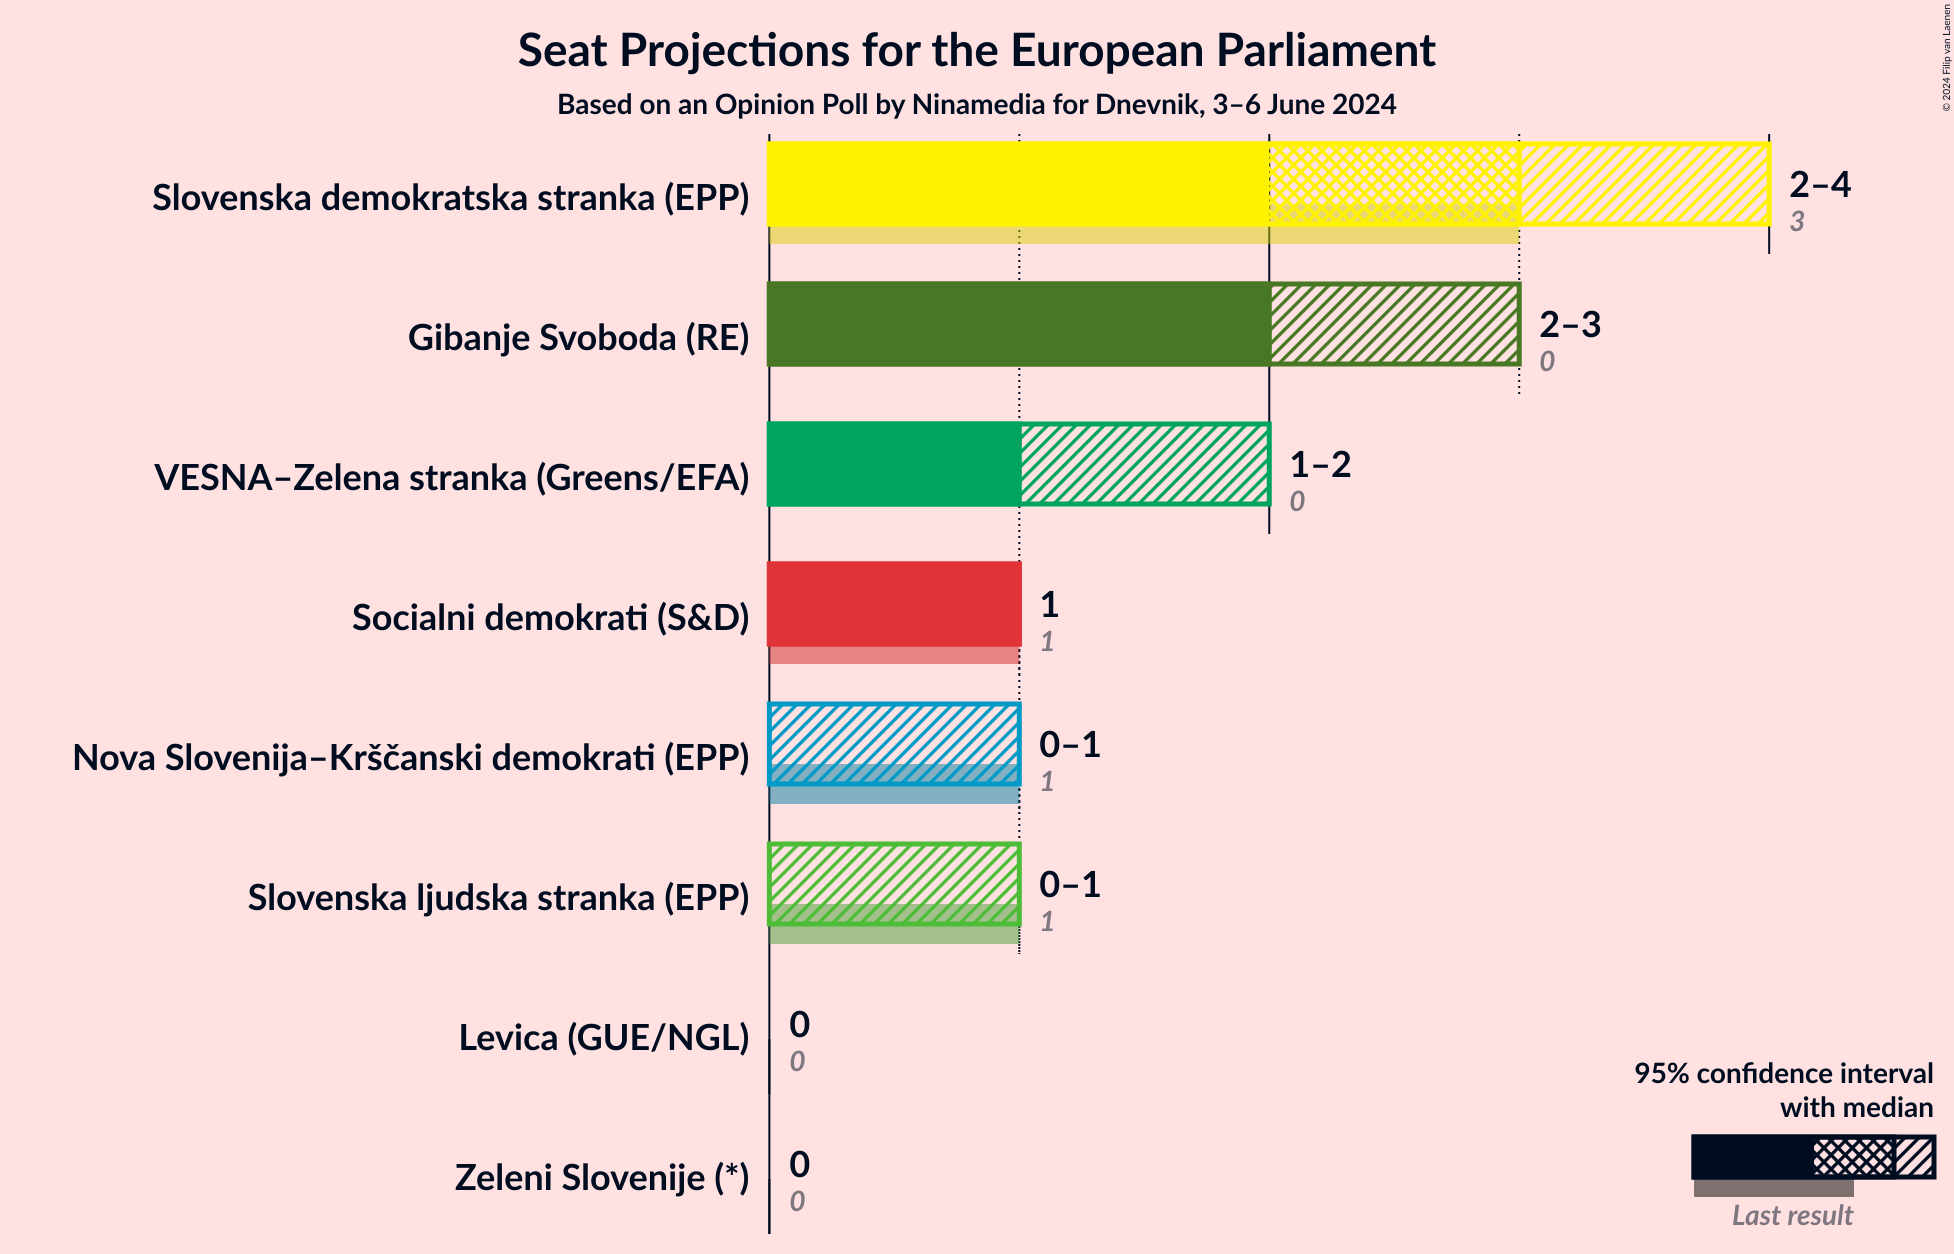 Seat Projections for the European Parliament
Based on an Opinion Poll by Ninamedia for Dnevnik, 3–6 June 2024
© 2024 Filip van Laenen
Slovenska demokratska stranka (EPP)
2–4
3
Gibanje Svoboda (RE)
2–3
0
VESNA–Zelena stranka (Greens/EFA)
1–2
0
Socialni demokrati (S&D)
1
1
Nova Slovenija–Krščanski demokrati (EPP)
0–1
1
Slovenska ljudska stranka (EPP)
0–1
1
Levica (GUE/NGL)
0
0
Zeleni Slovenije (*)
0
0
95% confidence interval
with median
Last result